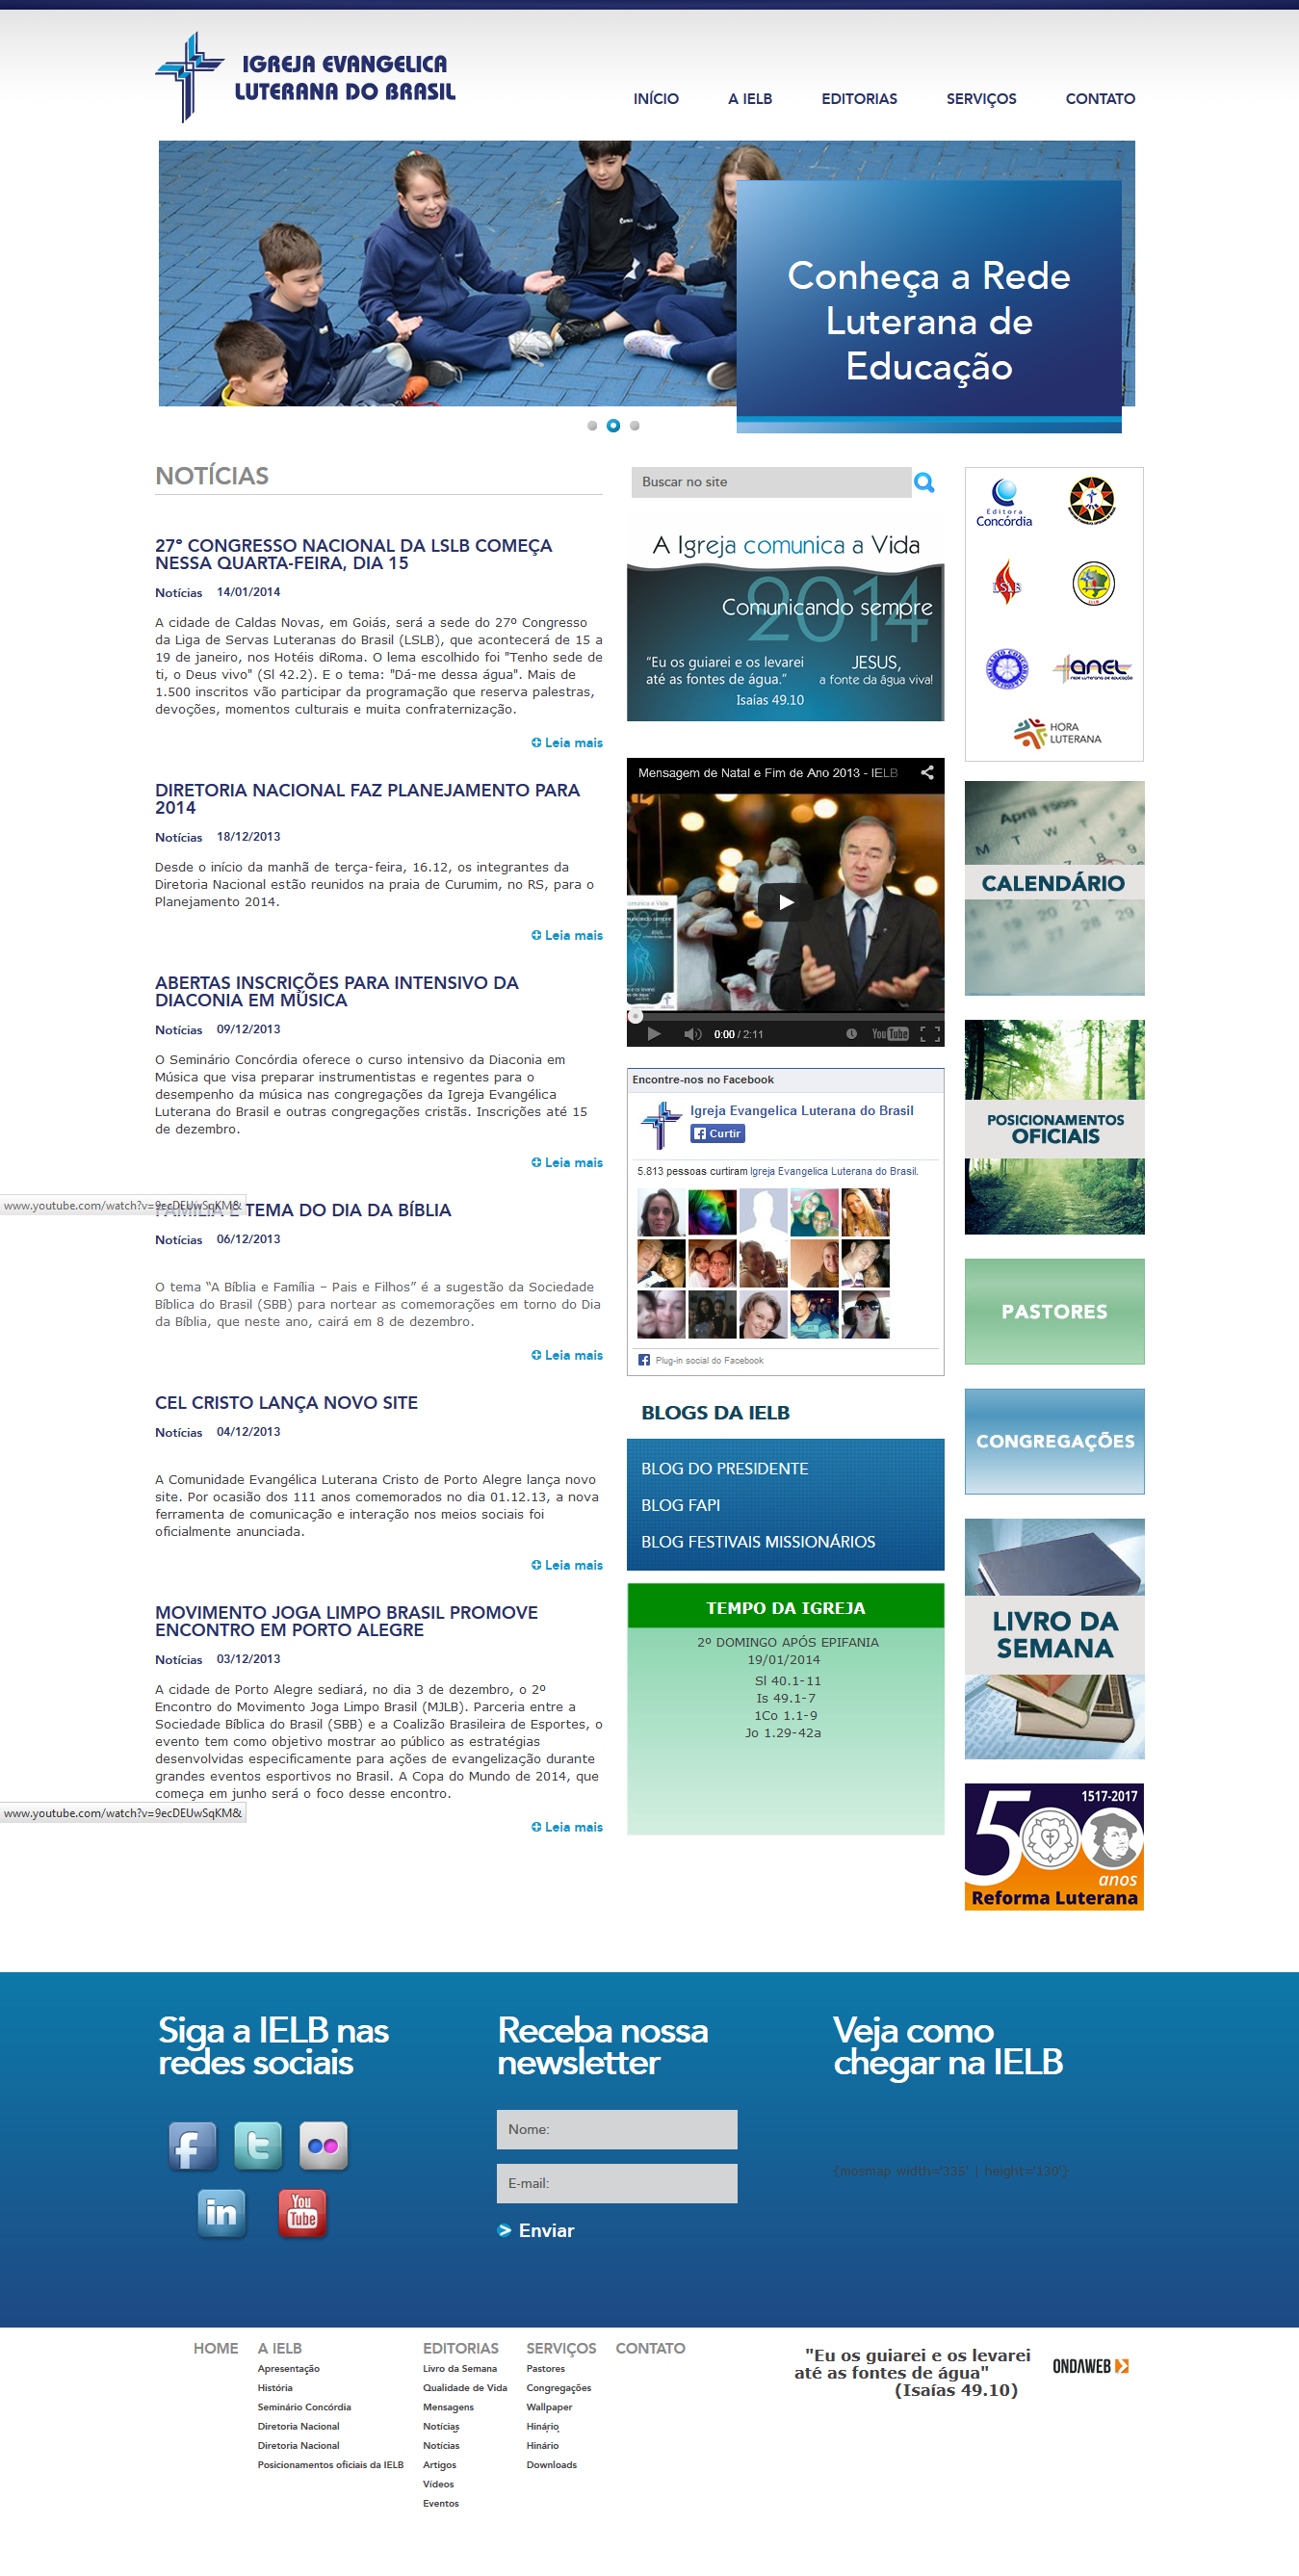 IGREJA EVANGELICA
LUTERANA DO BRASIL
INÍCIO
A IELB
EDITORIAS
SERVIÇOS
CONTATO
Conheça a Rede
Luterana de
Educação
NOTÍCIAS
27° CONGRESSO NACIONAL DA LSLB COMEÇA
NESSA QUARTA-FEIRA, DIA 15
Notícias 14/01/2014
A cidade de Caldas Novas, em Goiás, será a sede do 27º Congresso
da Liga de Servas Luteranas do Brasil (LSLB), que acontecerá de 15 a
19 de janeiro, nos Hotéis diRoma. O lema escolhido foi "Tenho sede de
ti, o Deus vivo" (Sl 42.2). E o tema: "Dá-me dessa água". Mais de
1.500 inscritos vão participar da programação que reserva palestras,
devoções, momentos culturais e muita confraternização.
Leia mais
DIRETORIA NACIONAL FAZ PLANEJAMENTO PARA
2014
Notícias 18/12/2013
Desde o início da manhã de terça-feira, 16.12, os integrantes da
Diretoria Nacional estão reunidos na praia de Curumim, no RS, para o
Planejamento 2014.
Leia mais
ABERTAS INSCRIÇÕES PARA INTENSIVO DA
DIACONIA EM MÚSICA
Notícias 09/12/2013
O Seminário Concórdia oferece o curso intensivo da Diaconia em
Música que visa preparar instrumentistas e regentes para o
desempenho da música nas congregações da Igreja Evangélica
Luterana do Brasil e outras congregações cristãs. Inscrições até 15
de dezembro.
Leia mais
www.youtube.com/watch?v=9ecDEUwSqKM&
FAMÍLIA É TEMA DO DIA DA BÍBLIA
Notícias 06/12/2013
O tema “A Bíblia e Família – Pais e Filhos” é a sugestão da Sociedade
Bíblica do Brasil (SBB) para nortear as comemorações em torno do Dia
da Bíblia, que neste ano, cairá em 8 de dezembro.
Leia mais
CEL CRISTO LANÇA NOVO SITE
Notícias 04/12/2013
A Comunidade Evangélica Luterana Cristo de Porto Alegre lança novo
site. Por ocasião dos 111 anos comemorados no dia 01.12.13, a nova
ferramenta de comunicação e interação nos meios sociais foi
oficialmente anunciada.
Leia mais
MOVIMENTO JOGA LIMPO BRASIL PROMOVE
ENCONTRO EM PORTO ALEGRE
Notícias 03/12/2013
A cidade de Porto Alegre sediará, no dia 3 de dezembro, o 2º
Encontro do Movimento Joga Limpo Brasil (MJLB). Parceria entre a
Sociedade Bíblica do Brasil (SBB) e a Coalizão Brasileira de Esportes, o
evento tem como objetivo mostrar ao público as estratégias
desenvolvidas especificamente para ações de evangelização durante
grandes eventos esportivos no Brasil. A Copa do Mundo de 2014, que
começa em junho será o foco desse encontro.
www.youtube.com/watch?v=9ecDEUwSqKM&
Leia mais
Buscar no site
A Igreja comunica a Vida
2014
Comunicando sempre
“Eu os guiarei e os levarei
até as fontes de água.”
Isaías 49.10
JESUS,
a fonte da água viva!
Mensagem de Natal e Fim de Ano 2013 - IELB
2014
0:00 / 2:11
YouTube
Encontre-nos no Facebook
Igreja Evangelica Luterana do Brasil
Curtir
5.813 pessoas curtiram Igreja Evangelica Luterana do Brasil.
Plug-in social do Facebook
BLOGS DA IELB
BLOG DO PRESIDENTE
BLOG FAPI
BLOG FESTIVAIS MISSIONÁRIOS
TEMPO DA IGREJA
2º DOMINGO APÓS EPIFANIA
19/01/2014
Sl 40.1-11
Is 49.1-7
1Co 1.1-9
Jo 1.29-42a
Editora
Concórdia
LSLB
ANEL
HORA
LUTERANA
April 1966
CALENDÁRIO
POSICIONAMENTOS
OFICIAIS
PASTORES
CONGREGAÇÕES
LIVRO DA
SEMANA
1517-2017
500
anos
Reforma Luterana
Siga a IELB nas
redes sociais
You
Tube
Receba nossa
newsletter
Nome:
E-mail:
Enviar
Veja como
chegar na IELB
{mosmap width='335' | height='130'}
HOME
A IELB
Apresentação
História
Seminário Concórdia
Diretoria Nacional
Diretoria Nacional
Posicionamentos oficiais da IELB
EDITORIAS
Livro da Semana
Qualidade de Vida
Mensagens
Notícias
Notícias
Artigos
Vídeos
Eventos
SERVIÇOS
Pastores
Congregações
Wallpaper
Hinário
Hinário
Downloads
CONTATO
"Eu os guiarei e os levarei
até as fontes de água"
(Isaías 49.10)
ONDAWEB